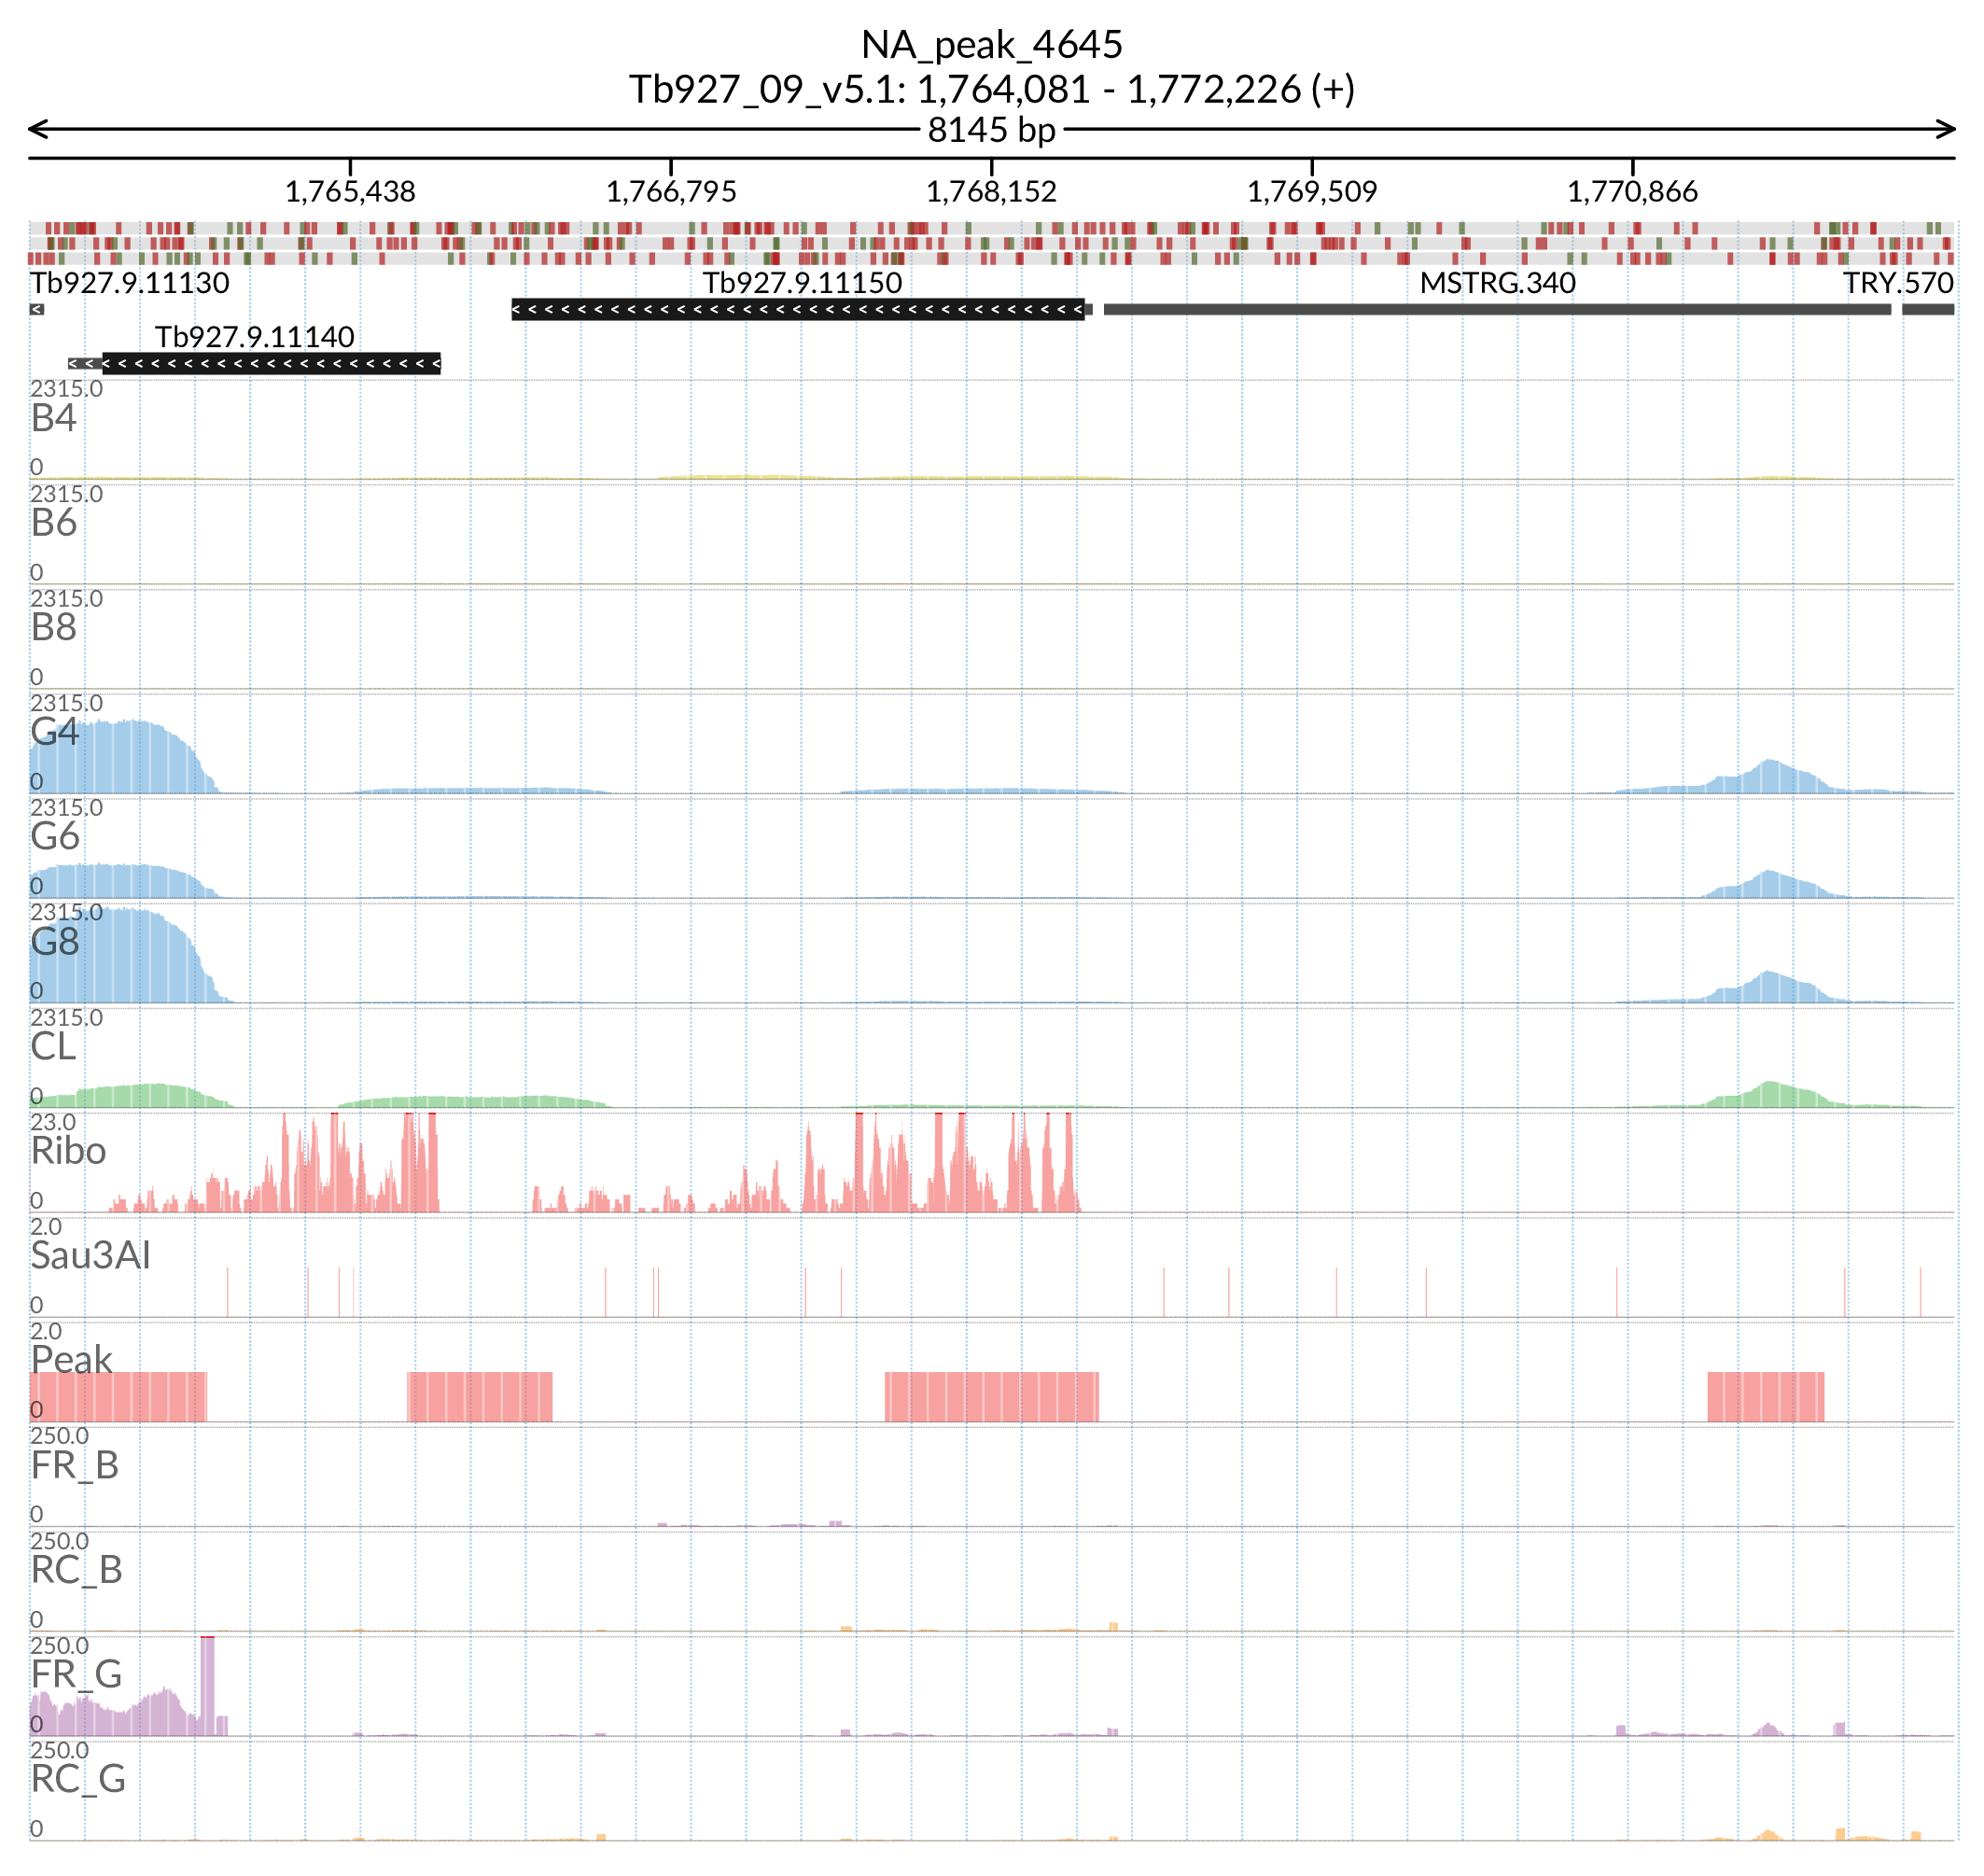 NA_peak_4645
Tb927_09_v5.1: 1,764,081 - 1,772,226 (+)
8145 bp
1,765,438 1,766,795 1,768,152 1,769,509 1,770,866
Tb927.9.11130 Tb927.9.11150 MSTRG.340 TRY.570
Tb927.9.11140
2315.0
B4
0
2315.0
B6
0
2315.0
B8
0
2315.0
G4
0
2315.0
G6
0
2315.0
G8
0
2315.0
CL
0
23.0
Ribo
0
2.0
Sau3AI
0
2.0
Peak
0
250.0
FR_B
0
250.0
RC_B
0
250.0
FR_G
0
250.0
RC_G
0